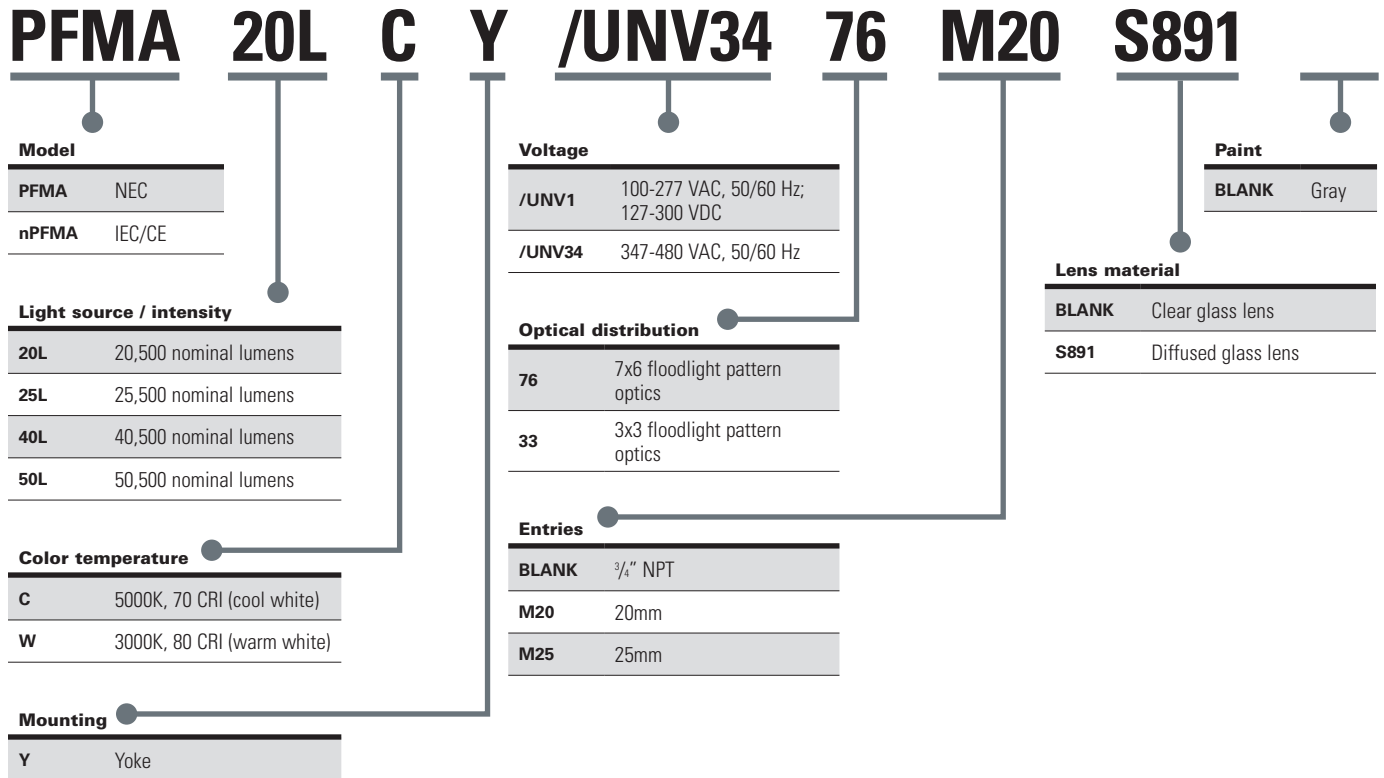 PFMA 20L C Y /UNV34 76 M20 S891
Model
PFMA NEC
nPFMA IEC/CE
Light source / intensity
20L 20,500 nominal lumens
25L 25,500 nominal lumens
40L 40,500 nominal lumens
50L 50,500 nominal lumens
Color temperature
C 5000K, 70 CRI (cool white)
W 3000K, 80 CRI (warm white)
Mounting
Y Yoke
Voltage
/UNV1 100-277 VAC, 50/60 Hz;
127-300 VDC
/UNV34 347-480 VAC, 50/60 Hz
Optical distribution
76 7x6 floodlight pattern
optics
33 3x3 floodlight pattern
optics
Entries
BLANK ¾” NPT
M20 20mm
M25 25mm
Paint
BLANK Gray
Lens material
BLANK Clear glass lens
S891 Diffused glass lens